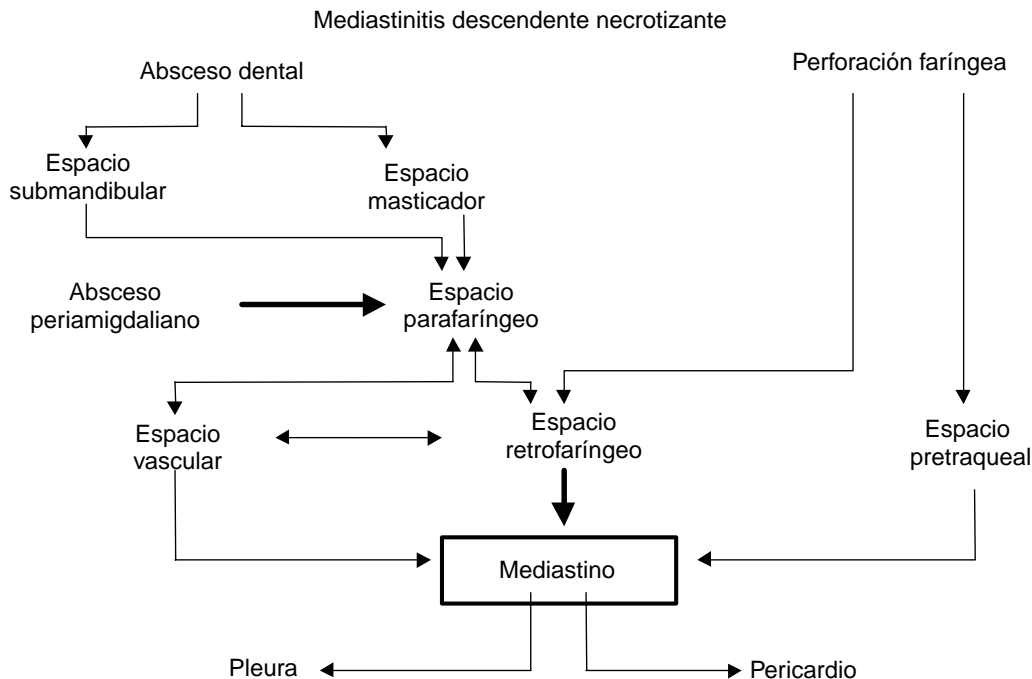 Mediastinitis descendente necrotizante
Absceso dental
Perforación faríngea
Espacio
submandibular
Espacio
masticador
Absceso
periamigdaliano
Espacio
parafaríngeo
Espacio
vascular
Espacio
retrofaríngeo
Espacio
pretraqueal
Mediastino
Pleura
Pericardio